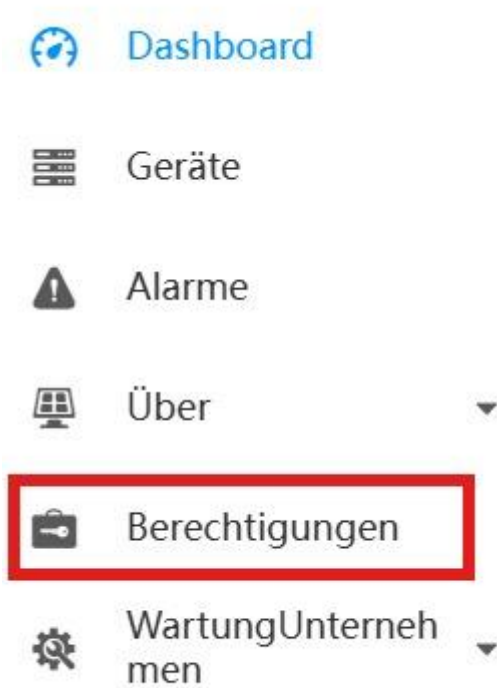 Dashboard
Geräte
Alarme
Über
Berechtigungen
WartungUnterneh
men